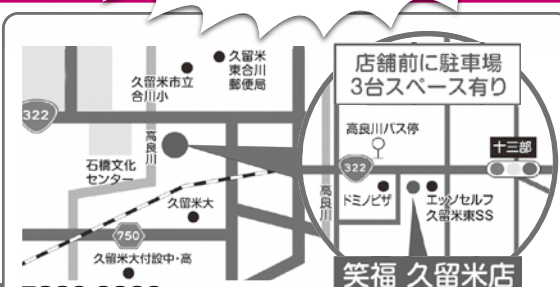 久留米
東合川
郵便局
久留米市立
合川小
322
高良川
石橋文化
センター
久留米大
750
久留米大付設中・高
店舗前に駐車場
3台スペース有り
高良川バス停
十三部
322
高良川
ドミノピザ
エッソセルフ
久留米東SS
笑福 久留米店